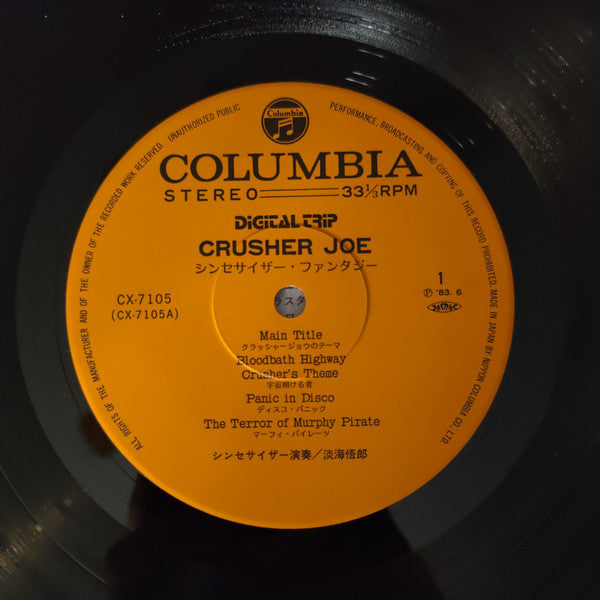 Columbia
COLUMBIA
STEREO 33⅓RPM
DIGITAL TRIP
CRUSHER JOE
シンセサイザー・ファンタジー
CX-7105
(CX-7105A)
1
Ⓟ '83. 6
ラスタ
Main Title
クラッシャージョウのテーマ
Bloodbath Highway
Crusher's Theme
宇宙翔ける者
Panic in Disco
ディスコ・パニック
The Terror of Murphy Pirate
マーフィ・パイレーツ
シンセサイザー演奏／淡海悟郎
ALL RIGHTS OF THE MANUFACTURER AND OF THE OWNER OF THE RECORDED WORK RESERVED. UNAUTHORIZED PUBLIC PERFORMANCE, BROADCASTING AND COPYING OF THIS RECORD PROHIBITED. MADE IN JAPAN BY NIPPON COLUMBIA CO., LTD.